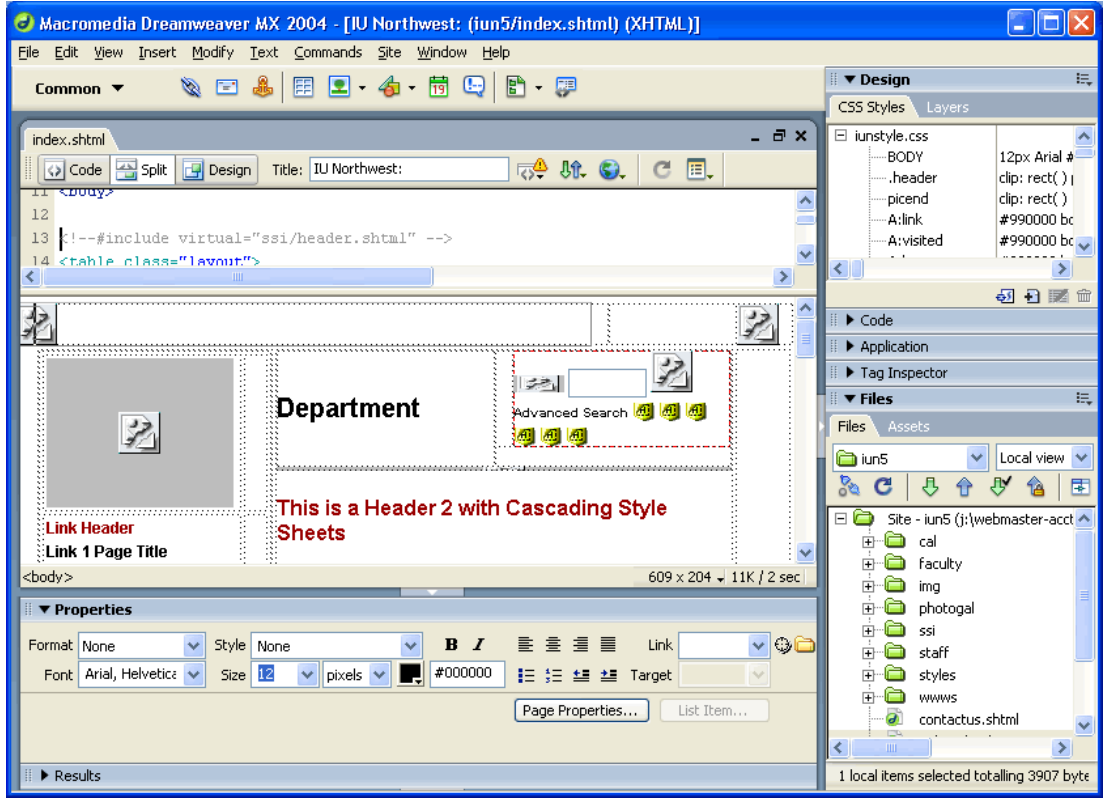 Macromedia Dreamweaver MX 2004 - [IU Northwest: (iun5/index.shtml) (XHTML)]
File Edit View Insert Modify Text Commands Site Window Help
Common
19
index.shtml
Code Split Design Title: IU Northwest:
11 <body>
12
13 <!--#include virtual="ssi/header.shtml" -->
14 <table class="layout">
Department
Advanced Search
This is a Header 2 with Cascading Style
Sheets
Link Header
Link 1 Page Title
<body> 609 x 204 11K / 2 sec
Properties
Format None Style None B I Link
Font Arial, Helvetica Size 12 pixels #000000 Target
Page Properties... List Item...
Results
Design
CSS Styles Layers
iunstyle.css
BODY 12px Arial #
.header clip: rect( )
picend clip: rect( )
A:link #990000 bo
A:visited #990000 bo
Code
Application
Tag Inspector
Files
Files Assets
iun5 Local view
Site - iun5 (j:\webmaster-acct
cal
faculty
img
photogal
ssi
staff
styles
wwws
contactus.shtml
1 local items selected totalling 3907 byte